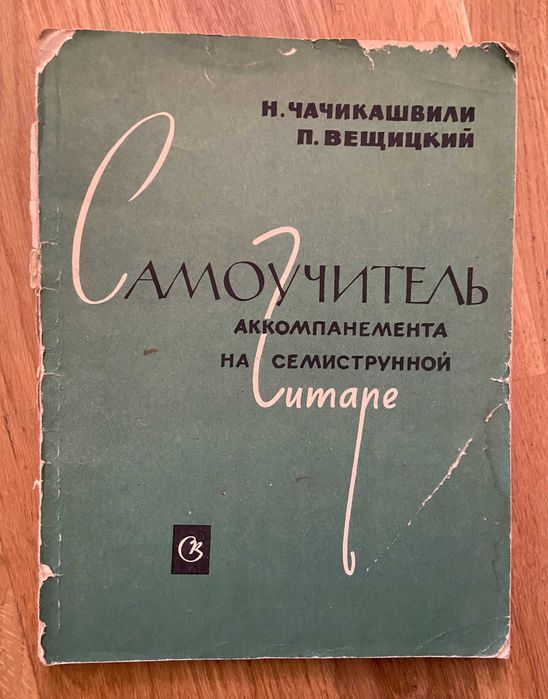 Н. ЧАЧИКАШВИЛИ
П. ВЕЩИЦКИЙ
САМОУЧИТЕЛЬ
АККОМПАНЕМЕНТА
НА СЕМИСТРУННОЙ
гитаре
СК